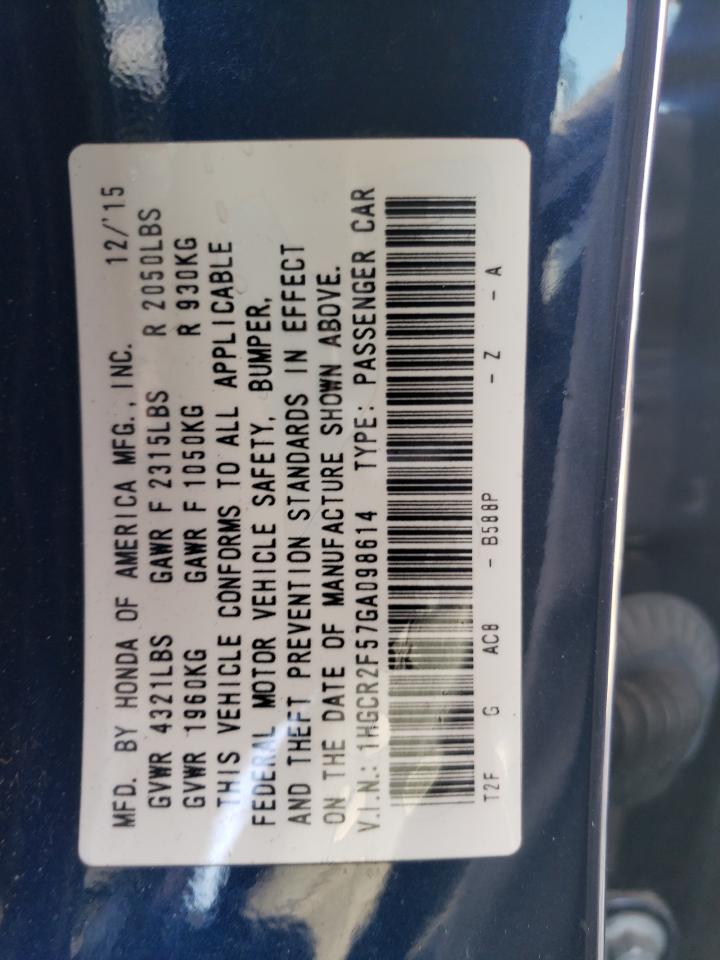 MFD. BY HONDA OF AMERICA MFG., INC. 12/'15
GVWR 4321LBS GAWR F 2315LBS R 2050LBS
GVWR 1960KG GAWR F 1050KG R 930KG
THIS VEHICLE CONFORMS TO ALL APPLICABLE
FEDERAL MOTOR VEHICLE SAFETY, BUMPER,
AND THEFT PREVENTION STANDARDS IN EFFECT
ON THE DATE OF MANUFACTURE SHOWN ABOVE.
V.I.N.: 1HGCR2F57GA098614 TYPE: PASSENGER CAR
T2F G AC8 - B588P - Z - A